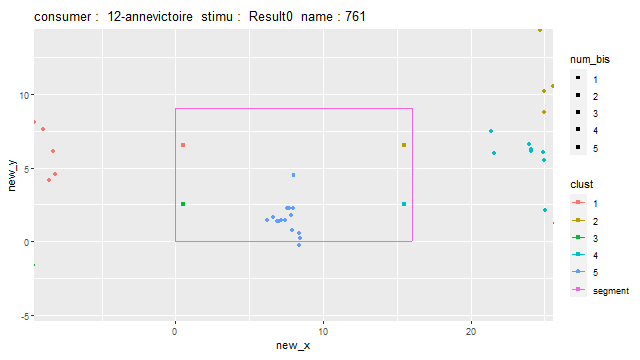 consumer : 12-annevictoire stimu : Result0 name : 761
new_y
10
5
0
-5
0
10
20
new_x
num_bis
1
2
3
4
5
clust
1
2
3
4
5
segment